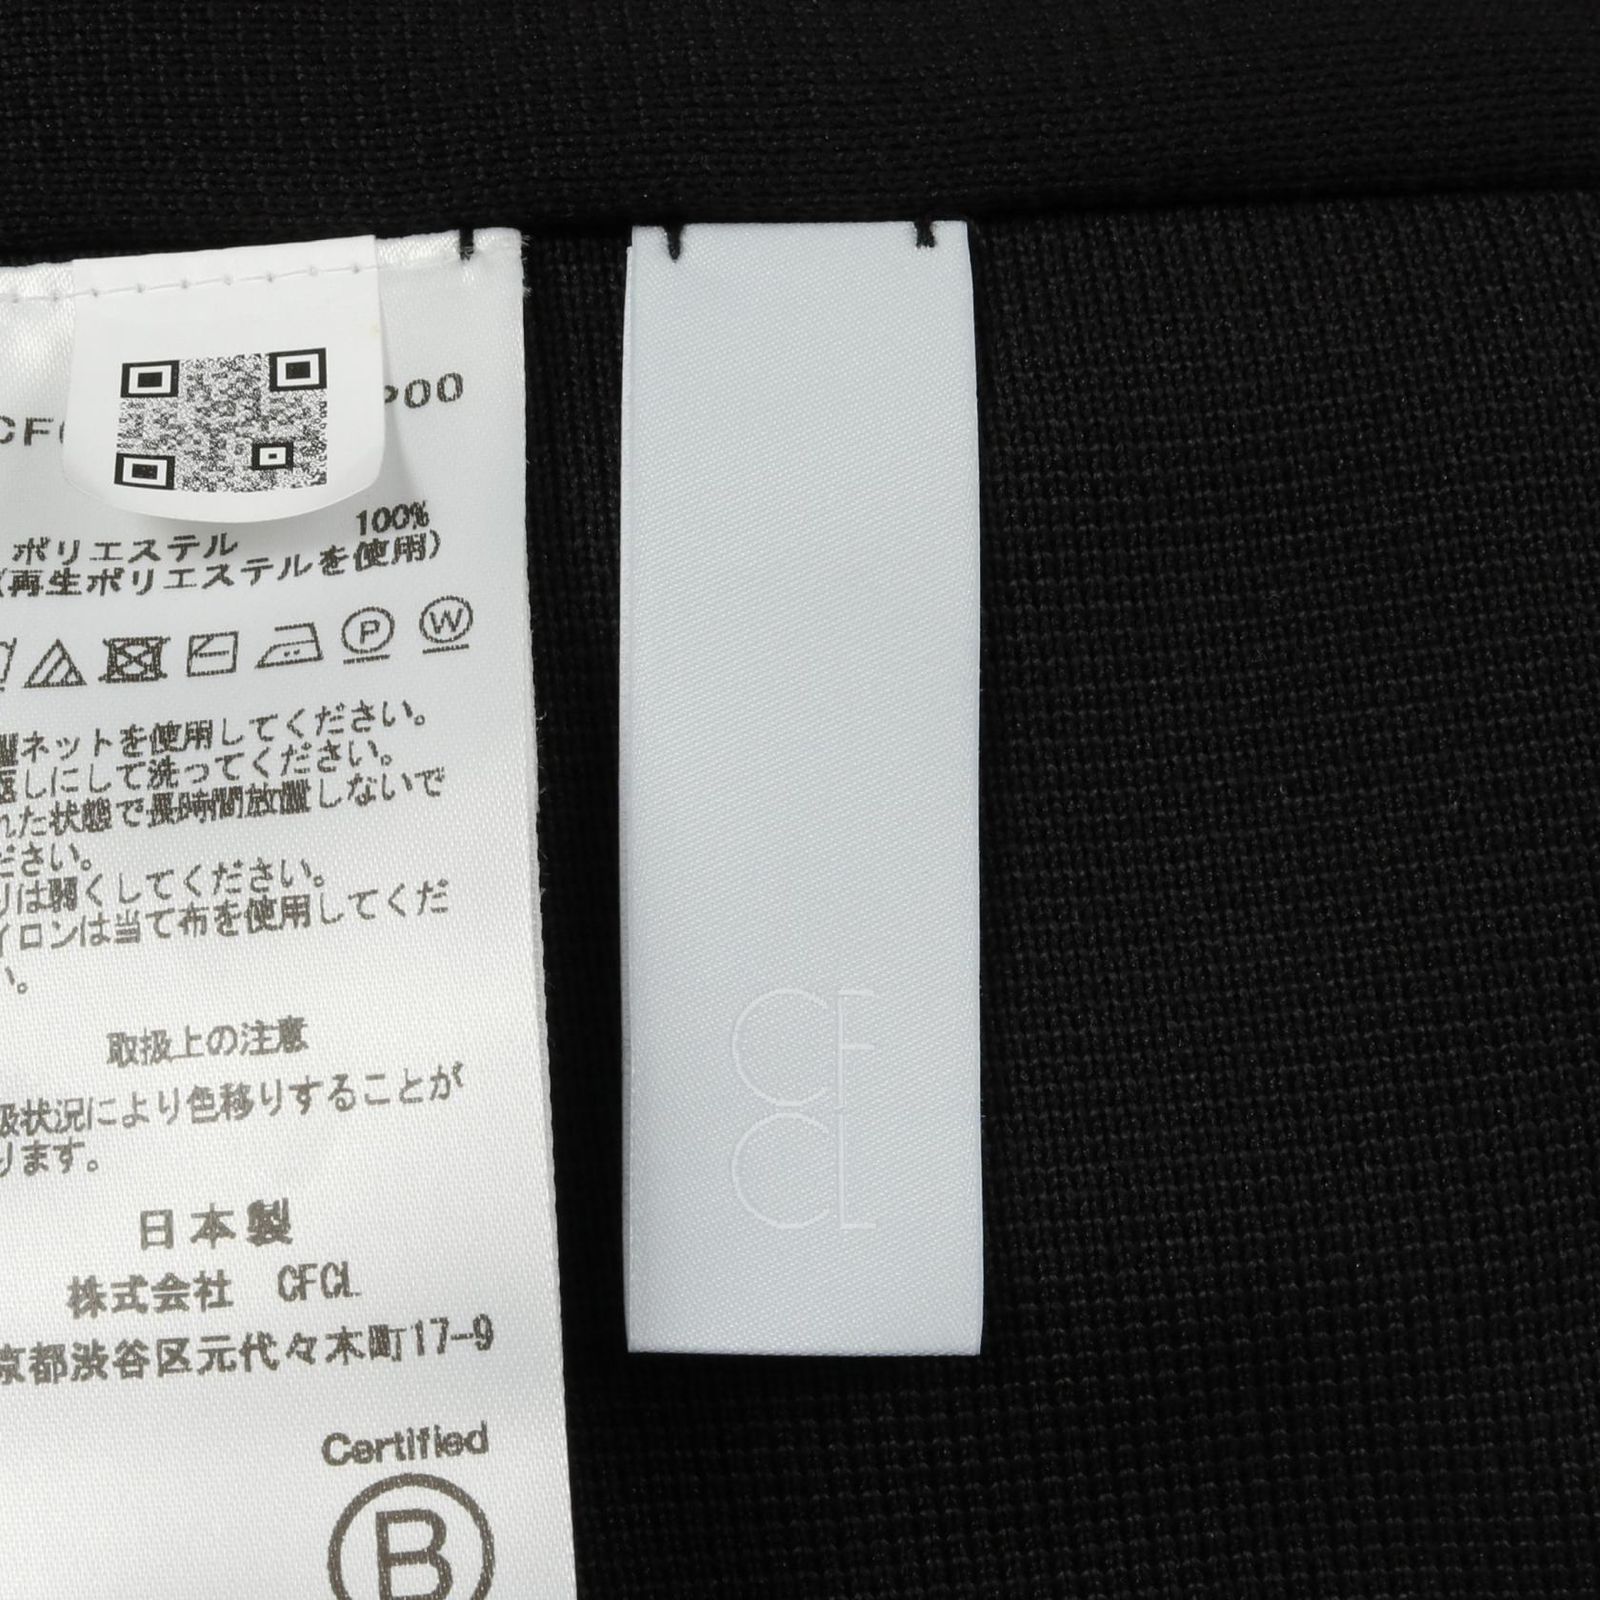 CF
P00
100%
ポリエステル
(再生ポリエステルを使用)
P
W
ネットを使用してください。
返しにして洗ってください。
れた状態で長時間放置しないで
ださい。
りは弱くしてください。
イロンは当て布を使用してくだ
い。
取扱上の注意
扱状況により色移りすることが
ります。
日本製
株式会社 CFCL
京都渋谷区元代々木町17-9
Certified
B
CF
CL